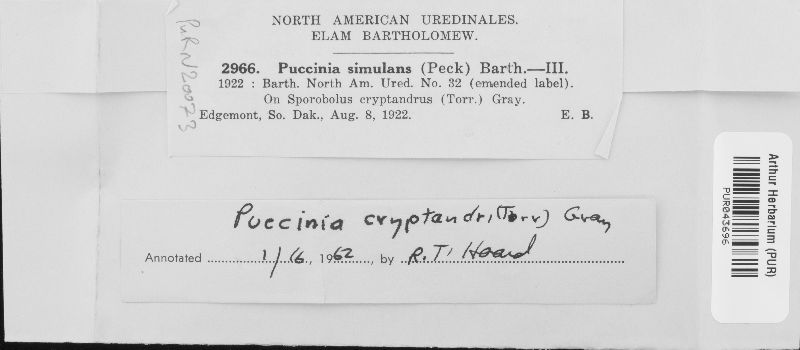 NORTH AMERICAN UREDINALES.
ELAM BARTHOLOMEW.
2966. Puccinia simulans (Peck) Barth.—III.
1922 : Barth. North Am. Ured. No. 32 (emended label).
On Sporobolus cryptandrus (Torr.) Gray.
Edgemont, So. Dak., Aug. 8, 1922. E. B.
PUR N20073
Puccinia cryptandri (Torr) Gray
Annotated 1/16, 1962, by R.T. Hoard
Arthur Herbarium (PUR)
PUR043696